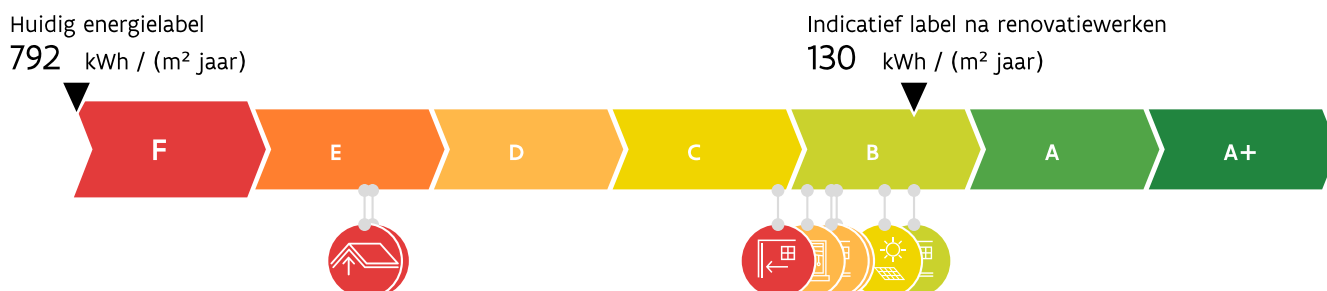 Huidig energielabel
792 kWh / (m² jaar)
Indicatief label na renovatiewerken
130 kWh / (m² jaar)
F E D C B A A+